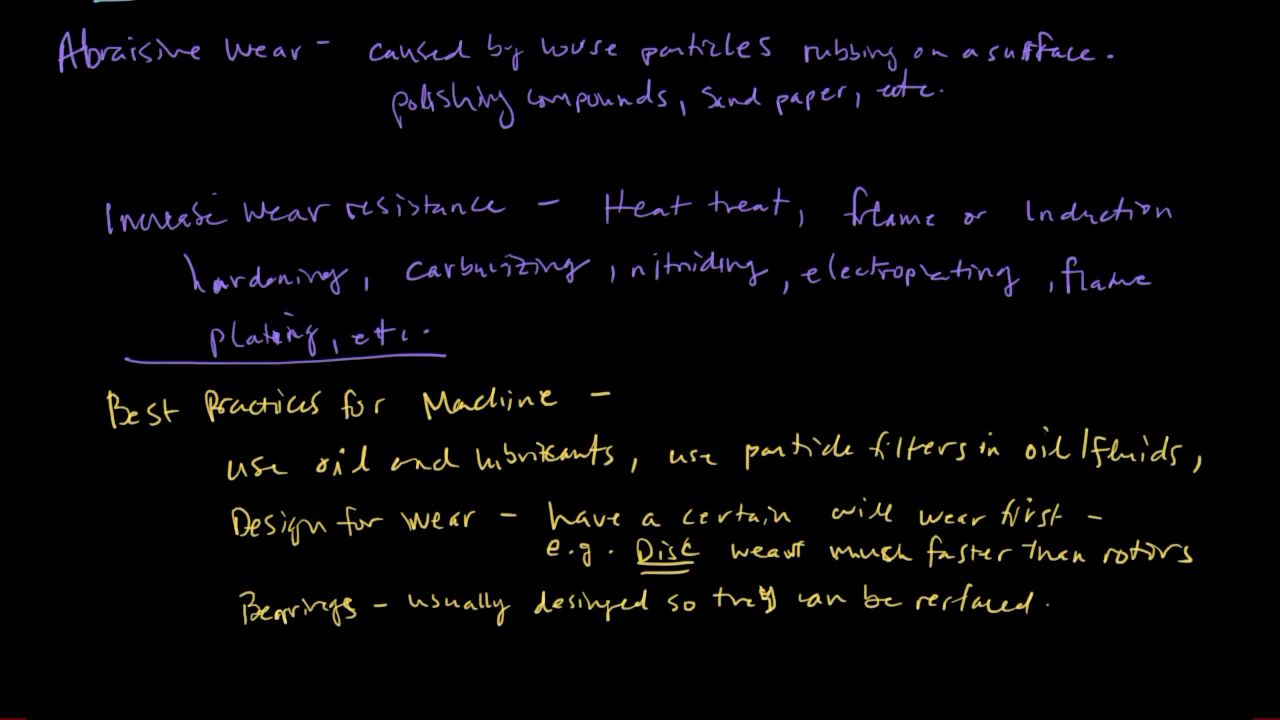 Abraisive Wear - caused by loose particles rubbing on a surface.
polishing compounds, sand paper, etc.
Increase wear resistance - Heat treat, flame or Induction
hardening, carburizing, nitriding, electroplating, flame
plating, etc.
Best Practices for Machine -
use oil and lubricants, use particle filters in oil/fluids,
Design for wear - have a certain will wear first -
e.g. Disc wear much faster than rotors
Bearings - usually desinged so they can be replaced.